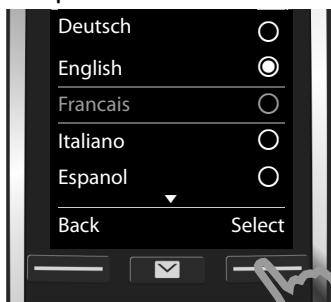 Deutsch
English
Francais
Italiano
Espanol
Back Select